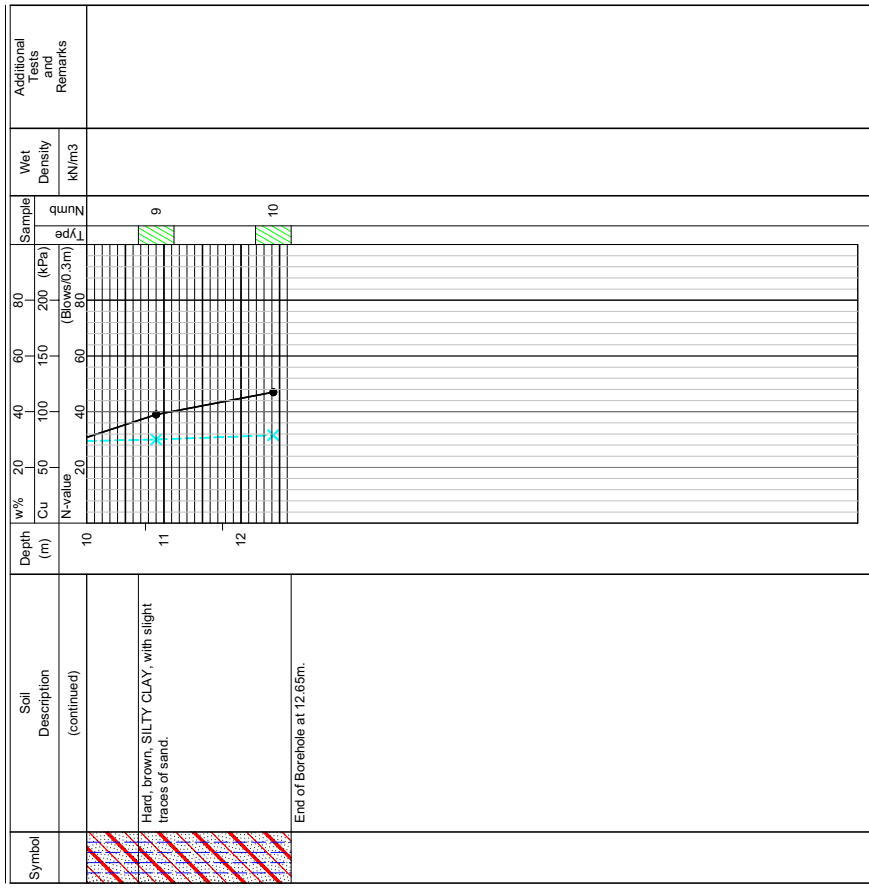 Symbol
Soil
Description
(continued)
Depth
(m)
w% 20 40 60 80
Cu 50 100 150 200 (kPa)
N-value 20 40 60 80 (Blows/0.3m)
Sample
Type
Numb
Wet
Density
kN/m3
Additional
Tests
and
Remarks
10
Hard, brown, SILTY CLAY, with slight
traces of sand.
11
9
12
10
End of Borehole at 12.65m.